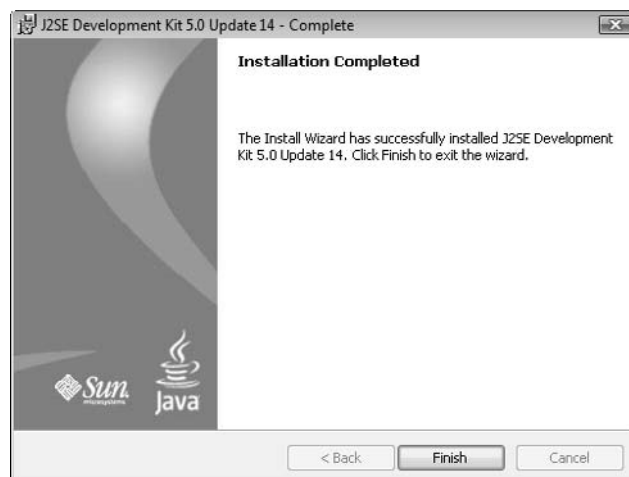 J2SE Development Kit 5.0 Update 14 - Complete
Installation Completed
The Install Wizard has successfully installed J2SE Development
Kit 5.0 Update 14. Click Finish to exit the wizard.
Sun
microsystems
Java
< Back
Finish
Cancel